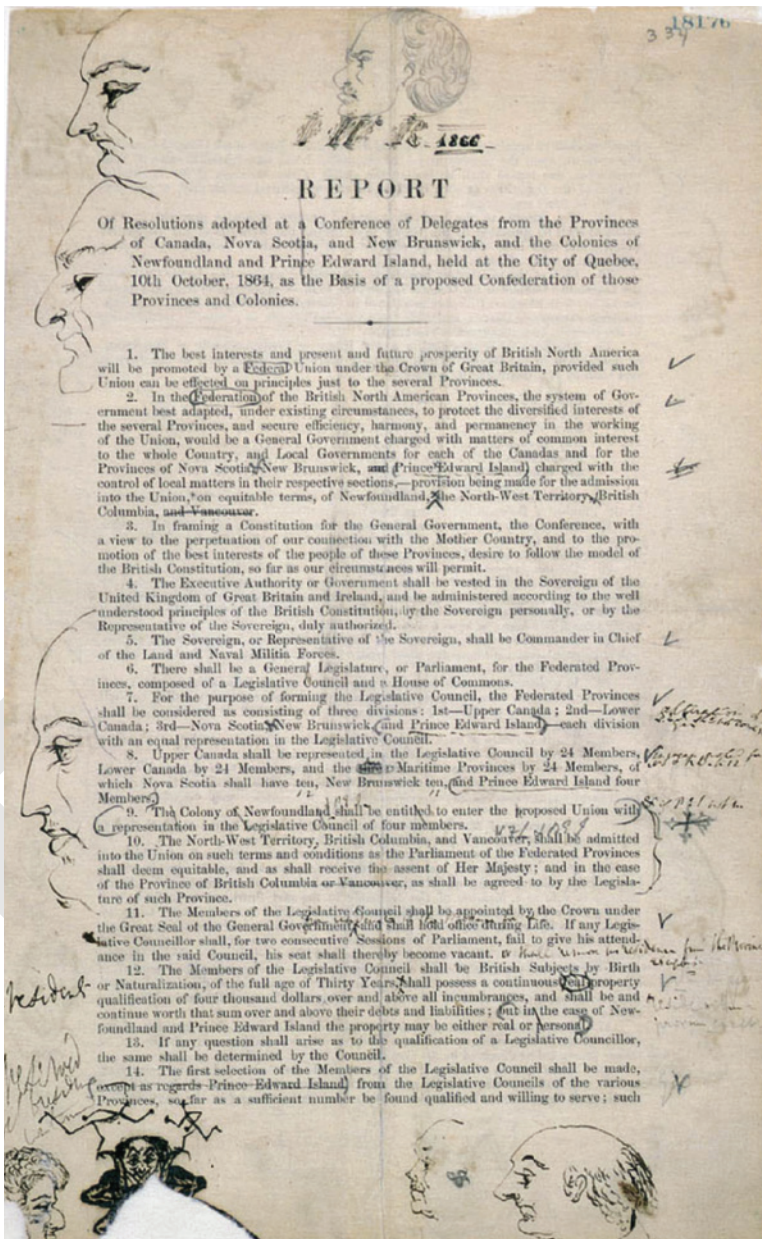 18176
334
1866
REPORT
Of Resolutions adopted at a Conference of Delegates from the Provinces
of Canada, Nova Scotia, and New Brunswick, and the Colonies of
Newfoundland and Prince Edward Island, held at the City of Quebec,
10th October, 1864, as the Basis of a proposed Confederation of those
Provinces and Colonies.
1. The best interests and present and future prosperity of British North America
will be promoted by a Federal Union under the Crown of Great Britain, provided such
Union can be effected on principles just to the several Provinces.
2. In the Federation of the British North American Provinces, the system of Gov-
ernment best adapted, under existing circumstances, to protect the diversified interests of
the several Provinces, and secure efficiency, harmony, and permanency in the working
of the Union, would be a General Government charged with matters of common interest
to the whole Country, and Local Governments for each of the Canadas and for the
Provinces of Nova Scotia, New Brunswick, and Prince Edward Island, charged with the
control of local matters in their respective sections,—provision being made for the admission
into the Union, on equitable terms, of Newfoundland, the North-West Territory, British
Columbia, and Vancouver.
3. In framing a Constitution for the General Government, the Conference, with
a view to the perpetuation of our connection with the Mother Country, and to the pro-
motion of the best interests of the people of these Provinces, desire to follow the model of
the British Constitution, so far as our circumstances will permit.
4. The Executive Authority or Government shall be vested in the Sovereign of the
United Kingdom of Great Britain and Ireland, and be administered according to the well
understood principles of the British Constitution, by the Sovereign personally, or by the
Representative of the Sovereign, duly authorized.
5. The Sovereign, or Representative of the Sovereign, shall be Commander in Chief
of the Land and Naval Militia Forces.
6. There shall be a General Legislature, or Parliament, for the Federated Prov-
inces, composed of a Legislative Council and a House of Commons.
7. For the purpose of forming the Legislative Council, the Federated Provinces
shall be considered as consisting of three divisions: 1st—Upper Canada; 2nd—Lower
Canada; 3rd—Nova Scotia, New Brunswick, and Prince Edward Island,—each division
with an equal representation in the Legislative Council.
8. Upper Canada shall be represented in the Legislative Council by 24 Members,
Lower Canada by 24 Members, and the Maritime Provinces by 24 Members, of
which Nova Scotia shall have ten, New Brunswick ten, and Prince Edward Island four
Members. 12 12
9. The Colony of Newfoundland shall be entitled to enter the proposed Union with
a representation in the Legislative Council of four members.
10. The North-West Territory, British Columbia, and Vancouver, shall be admitted
into the Union on such terms and conditions as the Parliament of the Federated Provinces
shall deem equitable, and as shall receive the assent of Her Majesty; and in the case
of the Province of British Columbia or Vancouver, as shall be agreed to by the Legisla-
ture of such Province.
11. The Members of the Legislative Council shall be appointed by the Crown under
the Great Seal of the General Government, and shall hold office during Life. If any Legis-
lative Councillor shall, for two consecutive Sessions of Parliament, fail to give his attend-
ance in the said Council, his seat shall thereby become vacant.
12. The Members of the Legislative Council shall be British Subjects by Birth
or Naturalization, of the full age of Thirty Years, shall possess a continuous real property
qualification of four thousand dollars over and above all incumbrances, and shall be and
continue worth that sum over and above their debts and liabilities; but in the case of New-
foundland and Prince Edward Island the property may be either real or personal.
resident
13. If any question shall arise as to the qualification of a Legislative Councillor,
the same shall be determined by the Council.
14. The first selection of the Members of the Legislative Council shall be made,
except as regards Prince Edward Island, from the Legislative Councils of the various
Provinces, so far as a sufficient number be found qualified and willing to serve; such